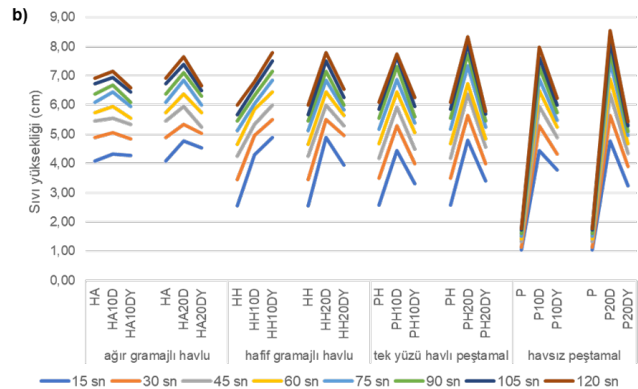 b)
Sıvı yüksekliği (cm)
9,00
8,00
7,00
6,00
5,00
4,00
3,00
2,00
1,00
0,00
HA
HA10D
HA10DY
HA
HA20D
HA20DY
HH
HH10D
HH10DY
HH
HH20D
HH20DY
PH
PH10D
PH10DY
PH
PH20D
PH20DY
P
P10D
P10DY
P
P20D
P20DY
ağır gramajlı havlu hafif gramajlı havlu tek yüzü havlı peştamal havsız peştamal
15 sn 30 sn 45 sn 60 sn 75 sn 90 sn 105 sn 120 sn